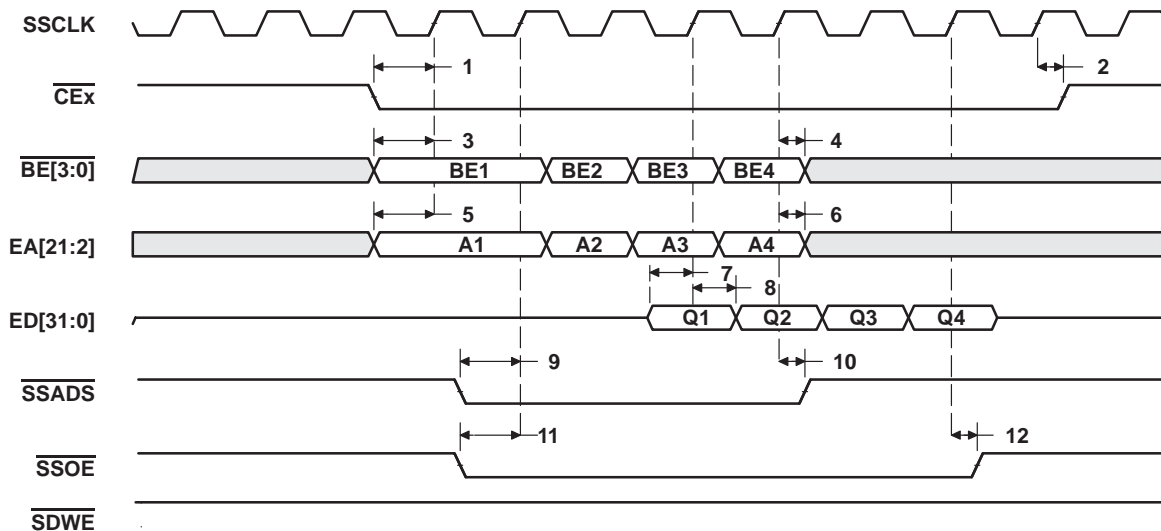 SSCLK
1 2
CEx
3 4
BE[3:0] BE1 BE2 BE3 BE4
5 6
EA[21:2] A1 A2 A3 A4
7 8
ED[31:0] Q1 Q2 Q3 Q4
9 10
SSADS
11 12
SSOE
SDWE